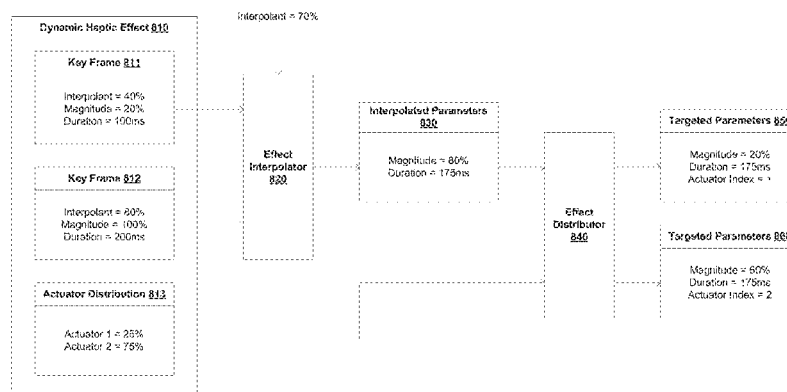 Interpolant = 70%
Dynamic Haptic Effect 810
Key Frame 811
Interpolant = 40%
Magnitude = 20%
Duration = 100ms
Key Frame 812
Interpolant = 80%
Magnitude = 100%
Duration = 200ms
Actuator Distribution 813
Actuator 1 = 25%
Actuator 2 = 75%
Effect
Interpolator
820
Interpolated Parameters
830
Magnitude = 80%
Duration = 175ms
Effect
Distributor
840
Targeted Parameters
Magnitude = 20%
Duration = 175ms
Actuator Index = 1
Targeted Parameters
Magnitude = 60%
Duration = 175ms
Actuator Index = 2